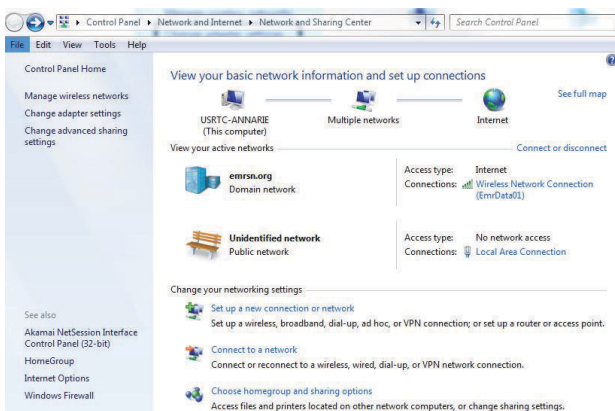 Control Panel ▸ Network and Internet ▸ Network and Sharing Center
Search Control Panel
File Edit View Tools Help
Control Panel Home
Manage wireless networks
Change adapter settings
Change advanced sharing
settings
See also
Akamai NetSession Interface
Control Panel (32-bit)
HomeGroup
Internet Options
Windows Firewall
View your basic network information and set up connections
See full map
USRTC-ANNARIE
(This computer)
Multiple networks
Internet
View your active networks
Connect or disconnect
emrsn.org
Domain network
Access type: Internet
Connections: Wireless Network Connection
(EmrData01)
Unidentified network
Public network
Access type: No network access
Connections: Local Area Connection
Change your networking settings
Set up a new connection or network
Set up a wireless, broadband, dial-up, ad hoc, or VPN connection; or set up a router or access point.
Connect to a network
Connect or reconnect to a wireless, wired, dial-up, or VPN network connection.
Choose homegroup and sharing options
Access files and printers located on other network computers, or change sharing settings.